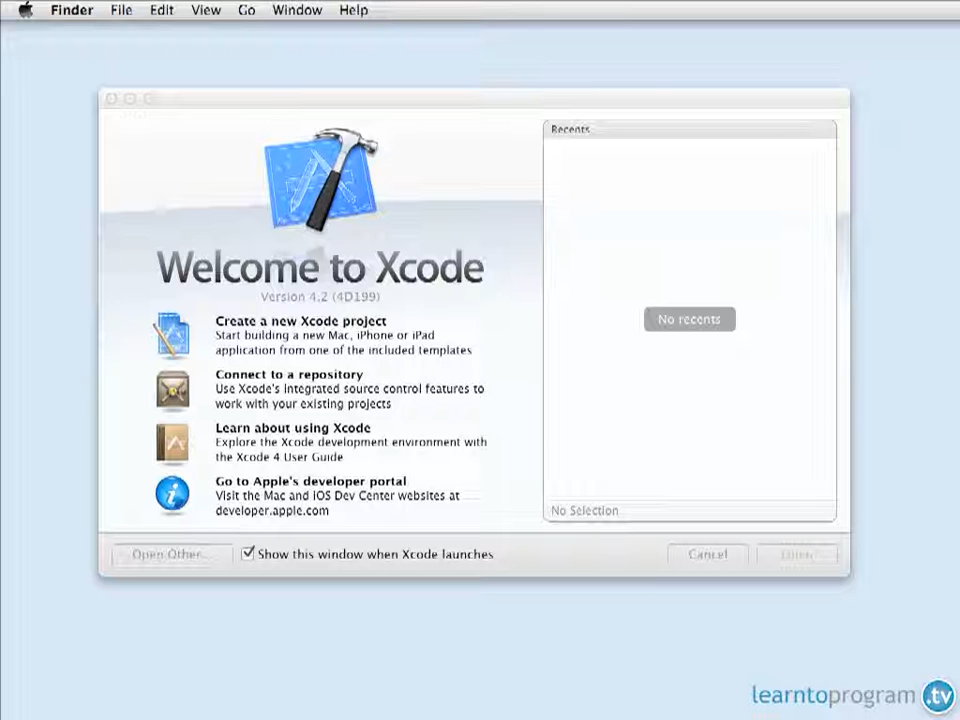 Finder File Edit View Go Window Help
Recents
Welcome to Xcode
Version 4.2 (4D199)
No recents
Create a new Xcode project
Start building a new Mac, iPhone or iPad
application from one of the included templates
Connect to a repository
Use Xcode's integrated source control features to
work with your existing projects
Learn about using Xcode
Explore the Xcode development environment with
the Xcode 4 User Guide
Go to Apple's developer portal
Visit the Mac and iOS Dev Center websites at
developer.apple.com
No Selection
Open Other... Show this window when Xcode launches Cancel Open
learntoprogram .tv